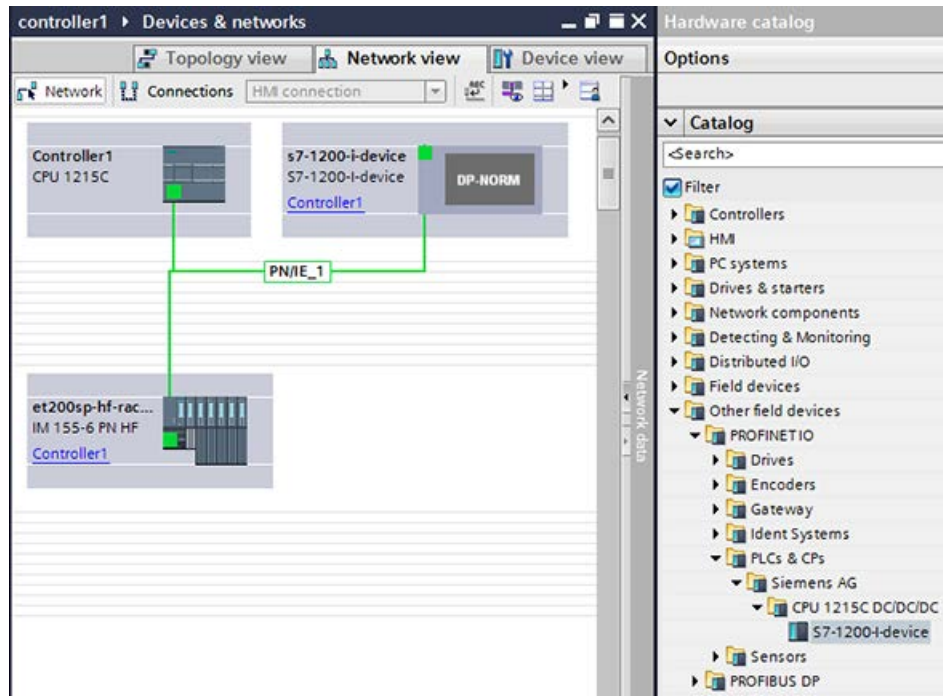 controller1 ▸ Devices & networks
Topology view
Network view
Device view
Network
Connections
HMI connection
Controller1
CPU 1215C
s7-1200-i-device
S7-1200-I-device
Controller1
DP-NORM
PN/IE_1
et200sp-hf-rac...
IM 155-6 PN HF
Controller1
Network data
Hardware catalog
Options
Catalog
<Search>
Filter
Controllers
HMI
PC systems
Drives & starters
Network components
Detecting & Monitoring
Distributed I/O
Field devices
Other field devices
PROFINET IO
Drives
Encoders
Gateway
Ident Systems
PLCs & CPs
Siemens AG
CPU 1215C DC/DC/DC
S7-1200-I-device
Sensors
PROFIBUS DP